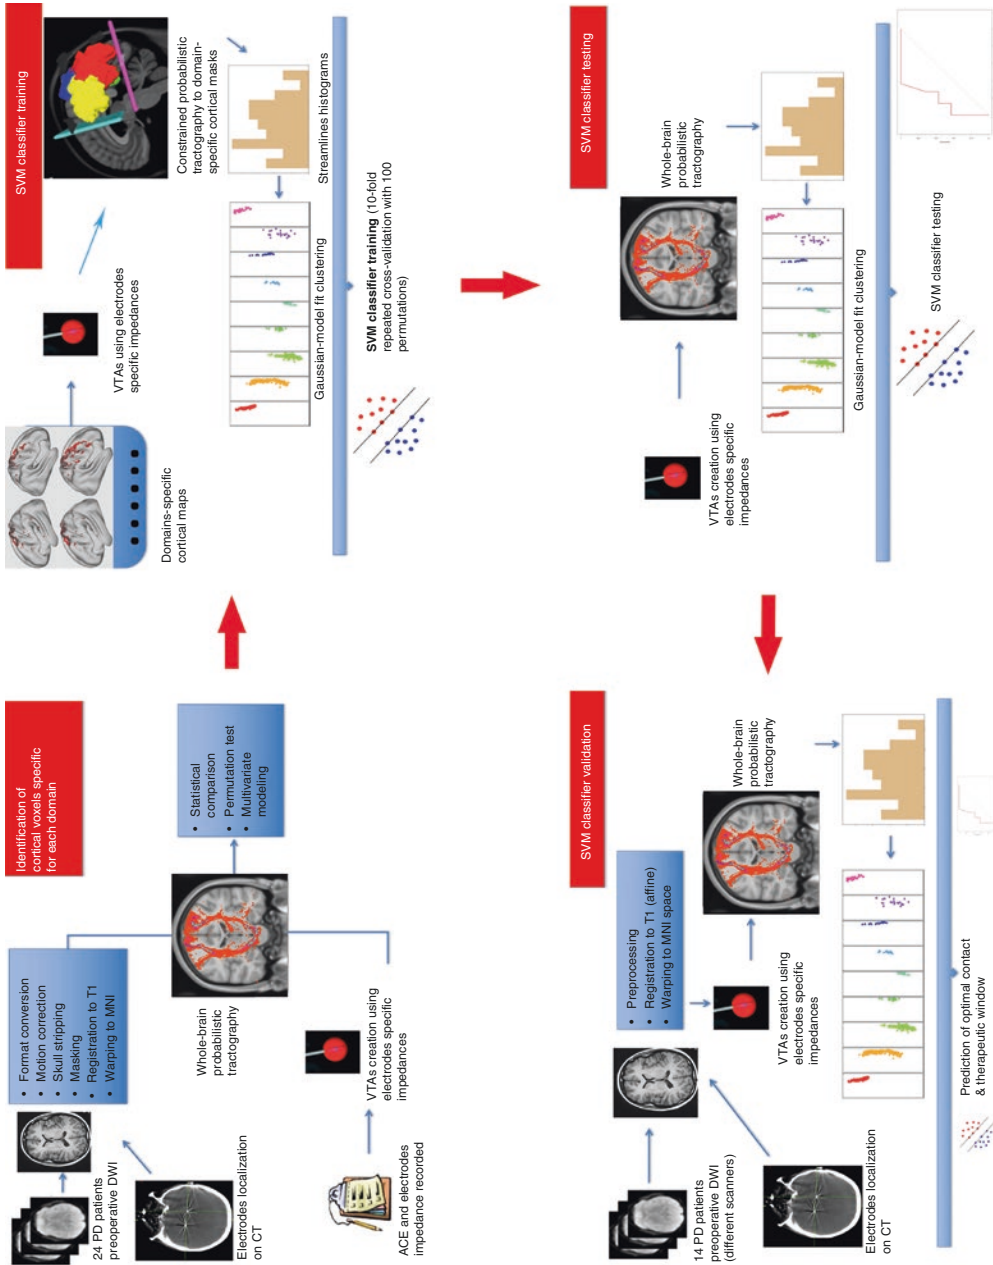 Identification of
cortical voxels specific
for each domain
• Format conversion
• Motion correction
• Skull stripping
• Masking
• Registration to T1
• Warping to MNI
24 PD patients
preoperative DWI
Electrodes localization
on CT
Whole-brain
probabilistic
tractography
• Statistical
comparison
• Permutation test
• Multivariate
modeling
ACE and electrodes
impedance recorded
VTAs creation using
electrodes specific
impedances
SVM classifier training
Domains-specific
cortical maps
VTAs using electrodes
specific impedances
Constrained probabilistic
tractography to domain-
specific cortical masks
Streamlines histograms
Gaussian-model fit clustering
SVM classifier training (10-fold
repeated cross-validation with 100
permutations)
SVM classifier testing
VTAs creation using
electrodes specific
impedances
Whole-brain
probabilistic
tractography
Gaussian-model fit clustering
SVM classifier testing
SVM classifier validation
• Preprocessing
• Registration to T1 (affine)
• Warping to MNI space
14 PD patients
preoperative DWI
(different scanners)
Electrodes localization
on CT
VTAs creation using
electrodes specific
impedances
Whole-brain
probabilistic
tractography
Prediction of optimal contact
& therapeutic window